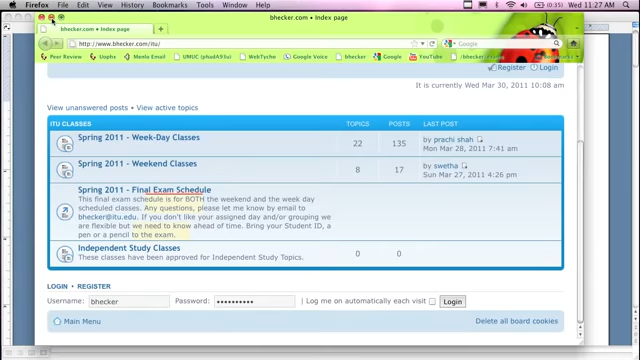 Firefox File Edit View History Bookmarks Tools Window Help (0:35) Wed 11:27 AM
bhecker.com • Index page
bhecker.com • Index page
http://www.bhecker.com/itu/ Google
Peer Review Uophx Menlo Email UMUC WebTycho Google Voice Google YouTube Bookmarks
Register Login
It is currently Wed Mar 30, 2011 10:08 am
View unanswered posts • View active topics
ITU CLASSES TOPICS POSTS LAST POST
Spring 2011 - Week-Day Classes 22 135 by prachi shah
Mon Mar 28, 2011 7:41 am
Spring 2011 - Weekend Classes 8 17 by swetha
Sun Mar 27, 2011 4:26 pm
Spring 2011 - Final Exam Schedule
This final exam schedule is for BOTH the weekend and the week day
scheduled classes. Any questions, please let me know by email to
bhecker@itu.edu. If you don't like your assigned day and/or grouping we
are flexible but we need to know ahead of time. Bring your Student ID, a
pen or a pencil to the exam.
Independent Study Classes 0 0
These classes have been approved for Independent Study Topics.
LOGIN • REGISTER
Username: bhecker Password: •••••••••• | Log me on automatically each visit Login
Main Menu Delete all board cookies